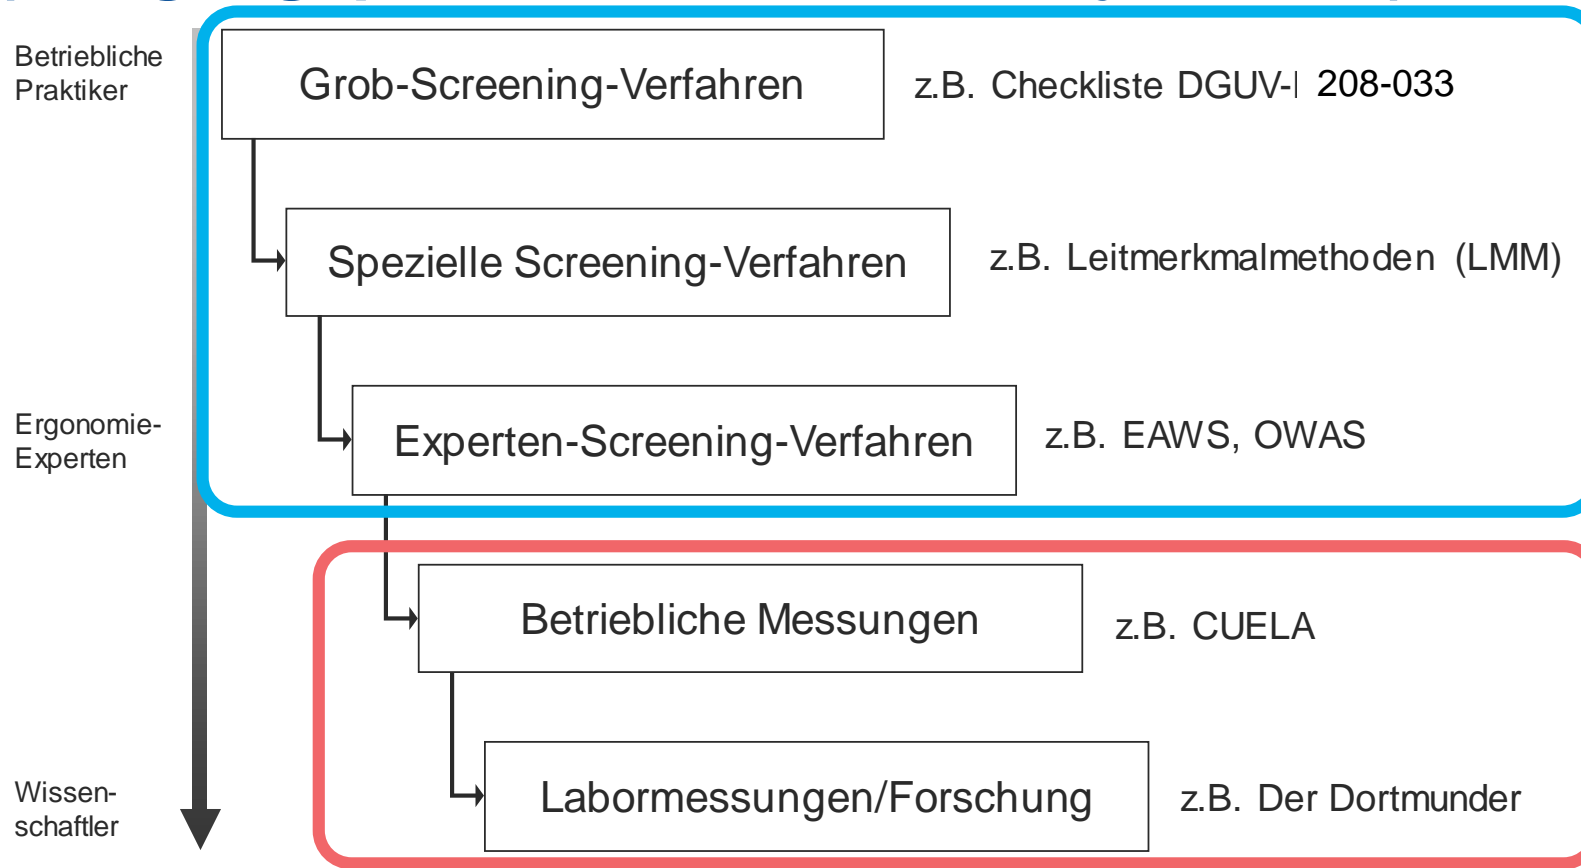 Betriebliche
Praktiker
Grob-Screening-Verfahren
z.B. Checkliste DGUV-I 208-033
Spezielle Screening-Verfahren
z.B. Leitmerkmalmethoden (LMM)
Ergonomie-
Experten
Experten-Screening-Verfahren
z.B. EAWS, OWAS
Betriebliche Messungen
z.B. CUELA
Wissen-
schaftler
Labormessungen/Forschung
z.B. Der Dortmunder